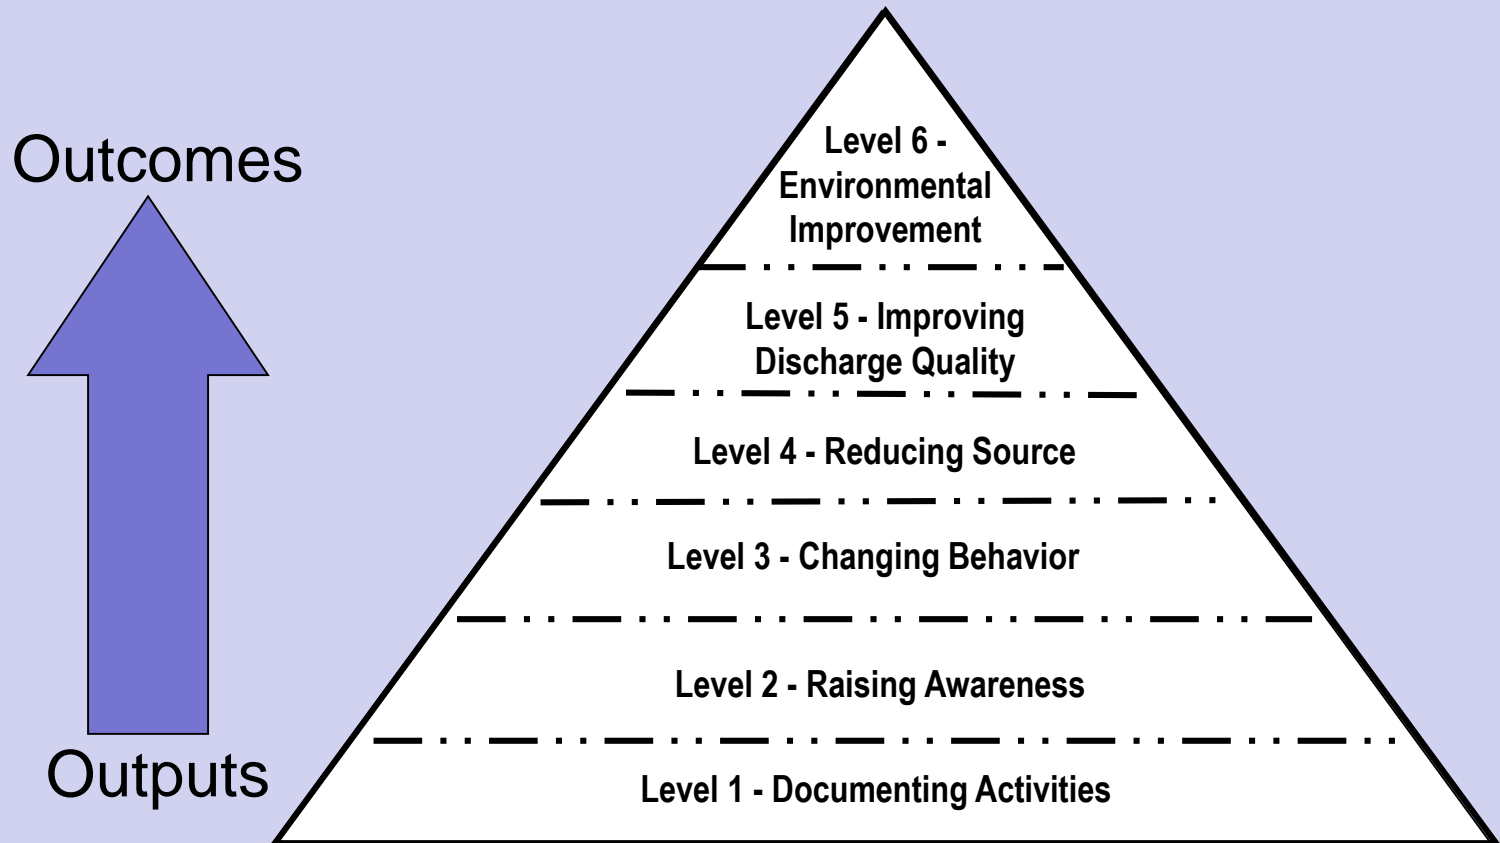 Outcomes
Outputs
Level 6 -
Environmental
Improvement
Level 5 - Improving
Discharge Quality
Level 4 - Reducing Source
Level 3 - Changing Behavior
Level 2 - Raising Awareness
Level 1 - Documenting Activities